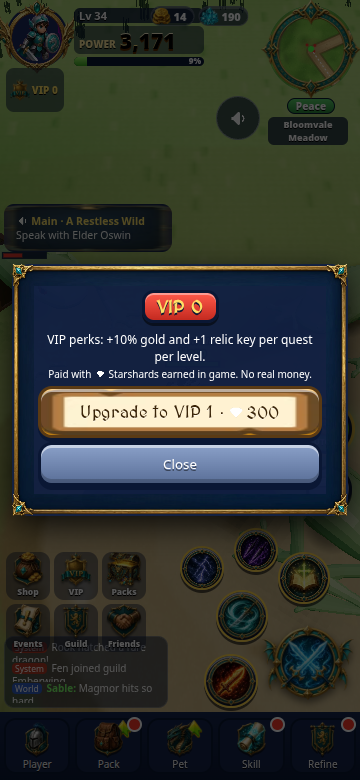 Lv 34
14
190
POWER 3,171
9%
VIP 0
Peace
Bloomvale
Meadow
Main · A Restless Wild
Speak with Elder Oswin
VIP 0
VIP perks: +10% gold and +1 relic key per quest
per level.
Paid with Starshards earned in game. No real money.
Upgrade to VIP 1 · 300
Close
Shop
VIP
Packs
Events
Guild
Friends
System
dragon!
System Fen joined guild
Emberwing
World Sable: Magmor hits so
hard
Player
Pack
Pet
Skill
Refine